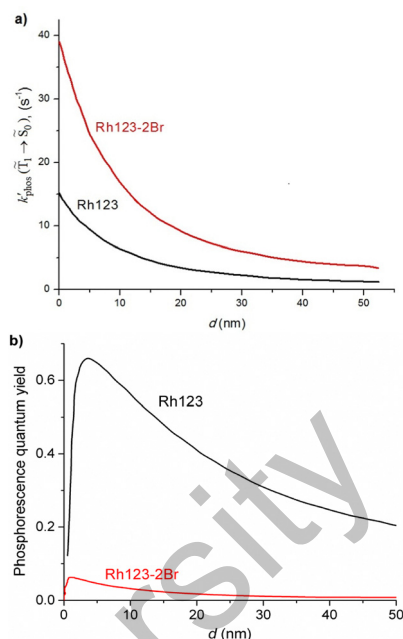 a)
k′phos (T̃1 → S̃0), (s-1)
40
30
20
10
0
Rh123-2Br
Rh123
0 10 20 30 40 50
d (nm)
b)
Phosphorescence quantum yield
0.6
0.4
0.2
0.0
Rh123
Rh123-2Br
0 10 20 30 40 50
d (nm)
rsity